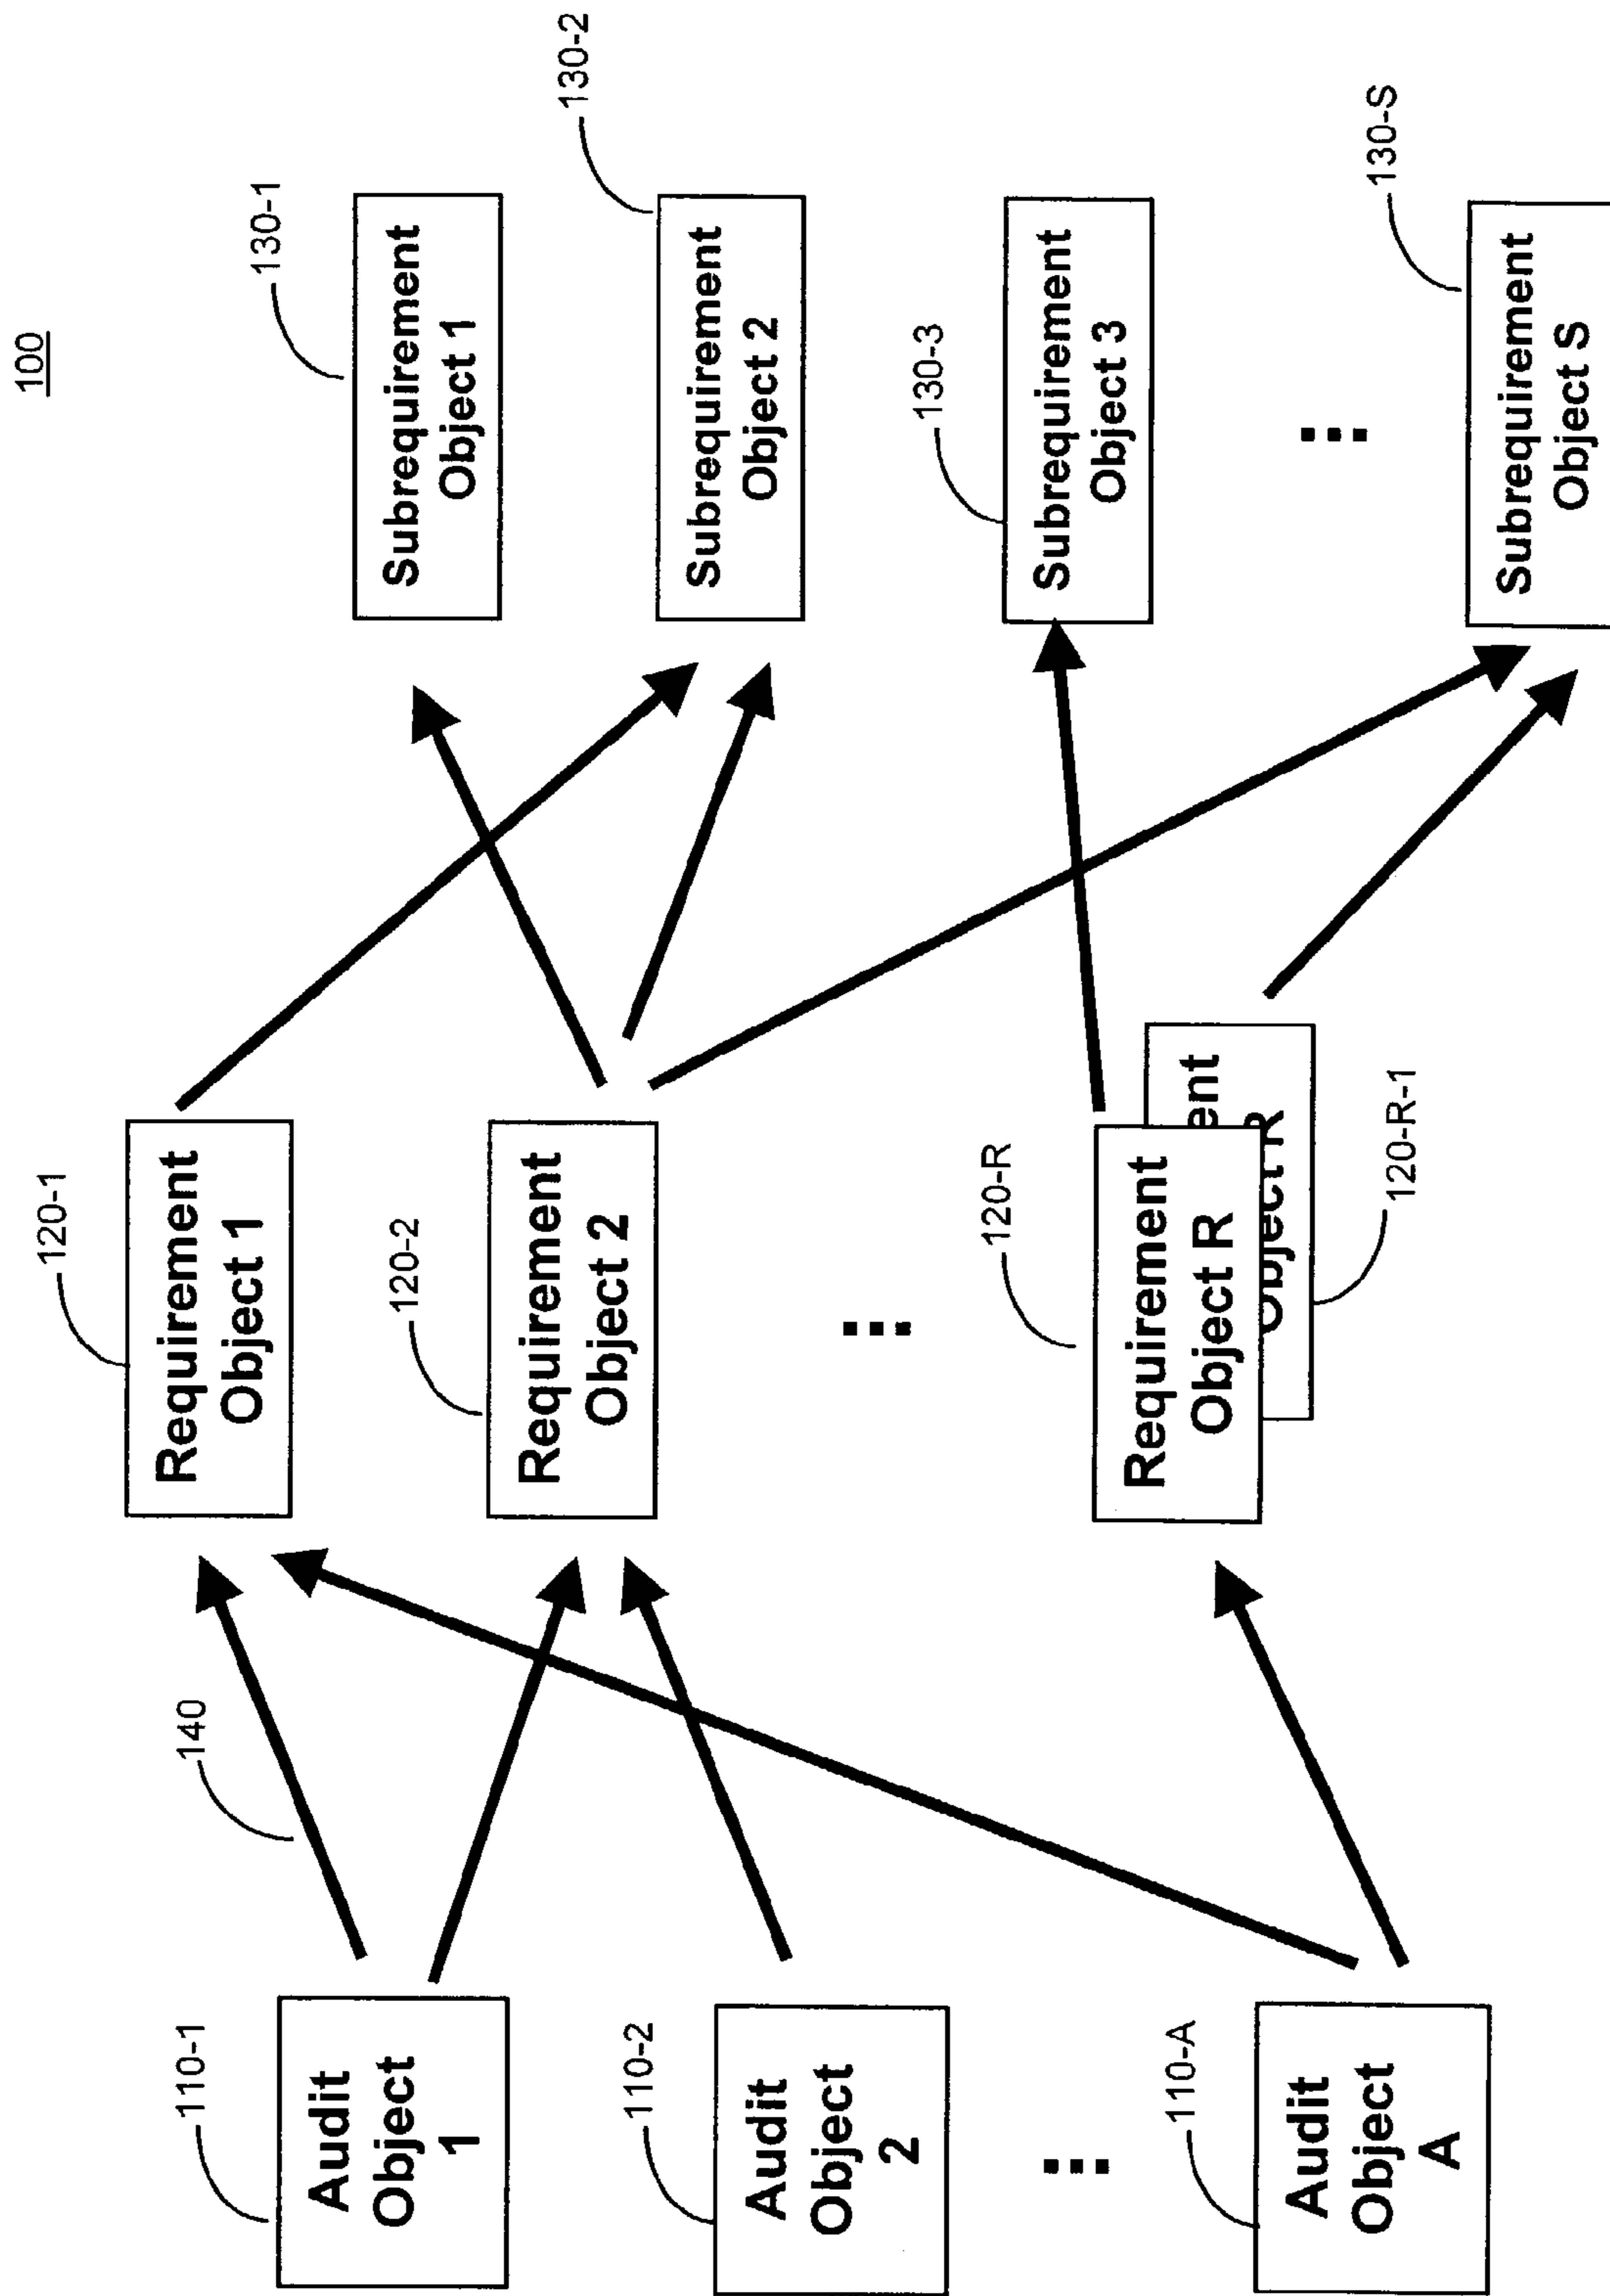 100
110-1
Audit
Object
1
110-2
Audit
Object
2
110-A
Audit
Object
A
140
120-1
Requirement
Object 1
120-2
Requirement
Object 2
120-R
Requirement
Object R
ent
Object R
120-R-1
130-1
Subrequirement
Object 1
130-2
Subrequirement
Object 2
130-3
Subrequirement
Object 3
130-S
Subrequirement
Object S